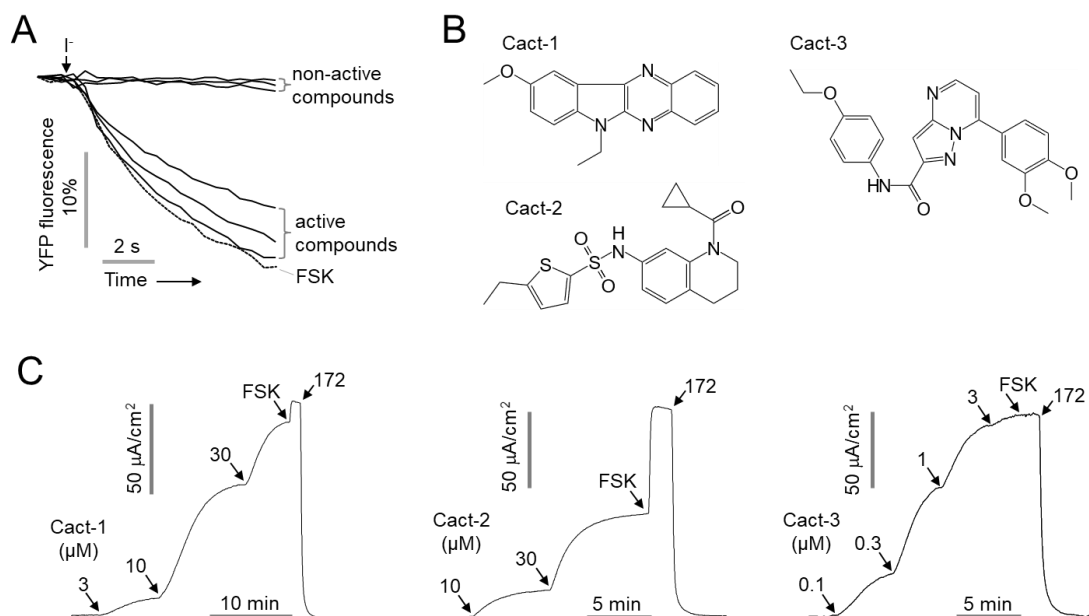 A
I-
YFP fluorescence
10%
2 s
Time
non-active
compounds
active
compounds
FSK
B
Cact-1
O
N
N
N
Cact-2
O
N
H
N
O
S
O
S
Cact-3
O
N
N
N
HN
O
O
O
C
50 µA/cm2
Cact-1
(µM)
3
10
30
FSK
172
10 min
50 µA/cm2
Cact-2
(µM)
10
30
FSK
172
5 min
50 µA/cm2
Cact-3
(µM)
0.1
0.3
1
3
FSK
172
5 min